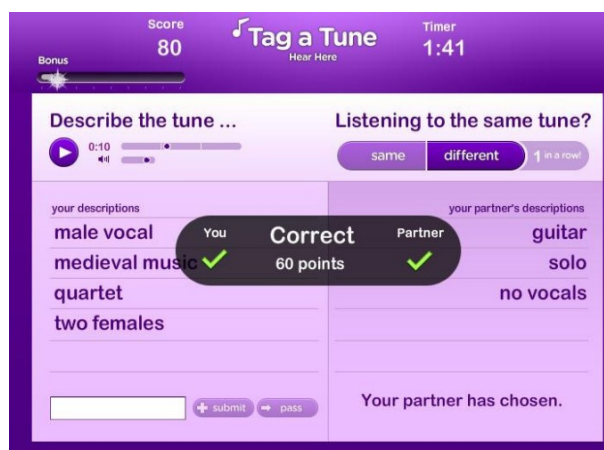 Score
80
Tag a Tune
Hear Here
Timer
1:41
Bonus
Describe the tune ...
0:10
Listening to the same tune?
same
different
1 in a row!
your descriptions
male vocal
medieval music
quartet
two females
You
Correct
60 points
Partner
your partner's descriptions
guitar
solo
no vocals
submit
pass
Your partner has chosen.